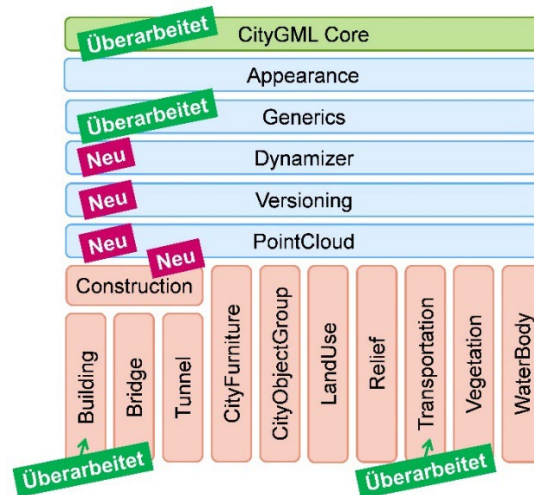 Überarbeitet
CityGML Core
Appearance
Überarbeitet
Generics
Neu
Dynamizer
Neu
Versioning
Neu
PointCloud
Neu
Construction
Building
Bridge
Tunnel
CityFurniture
CityObjectGroup
LandUse
Relief
Transportation
Vegetation
WaterBody
Überarbeitet
Überarbeitet